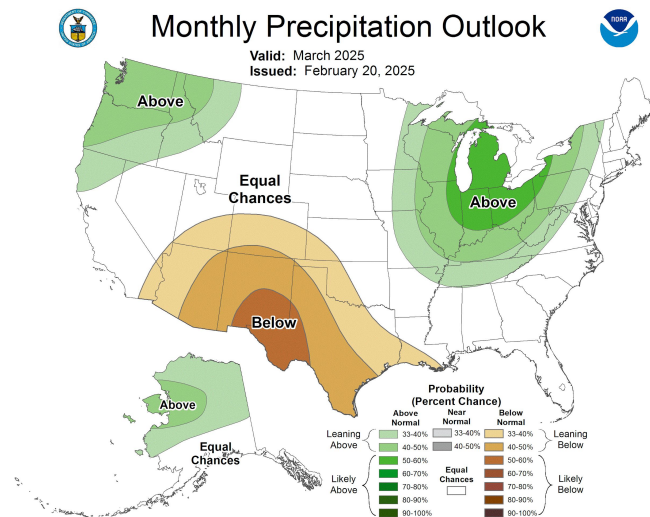 Monthly Precipitation Outlook
NOAA
Valid: March 2025
Issued: February 20, 2025
Above
Equal
Chances
Above
Below
Above
Equal
Chances
Probability
(Percent Chance)
Above
Normal
Near
Normal
Below
Normal
Leaning
Above
33-40%
33-40%
33-40%
Leaning
Below
40-50%
40-50%
40-50%
Likely
Above
50-60%
60-70%
70-80%
80-90%
90-100%
Equal
Chances
50-60%
60-70%
70-80%
80-90%
90-100%
Likely
Below